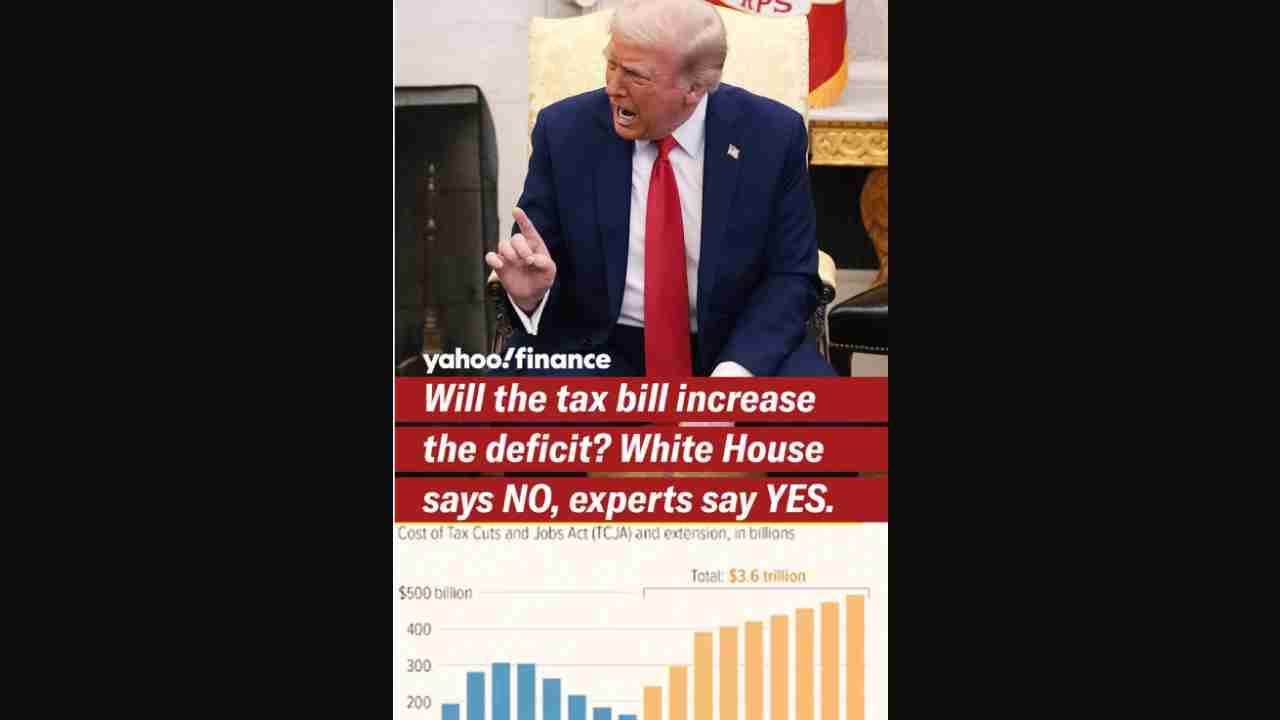 RPS
yahoo!finance
Will the tax bill increase
the deficit? White House
says NO, experts say YES.
Cost of Tax Cuts and Jobs Act (TCJA) and extension, in billions
Total: $3.6 trillion
$500 billion
400
300
200